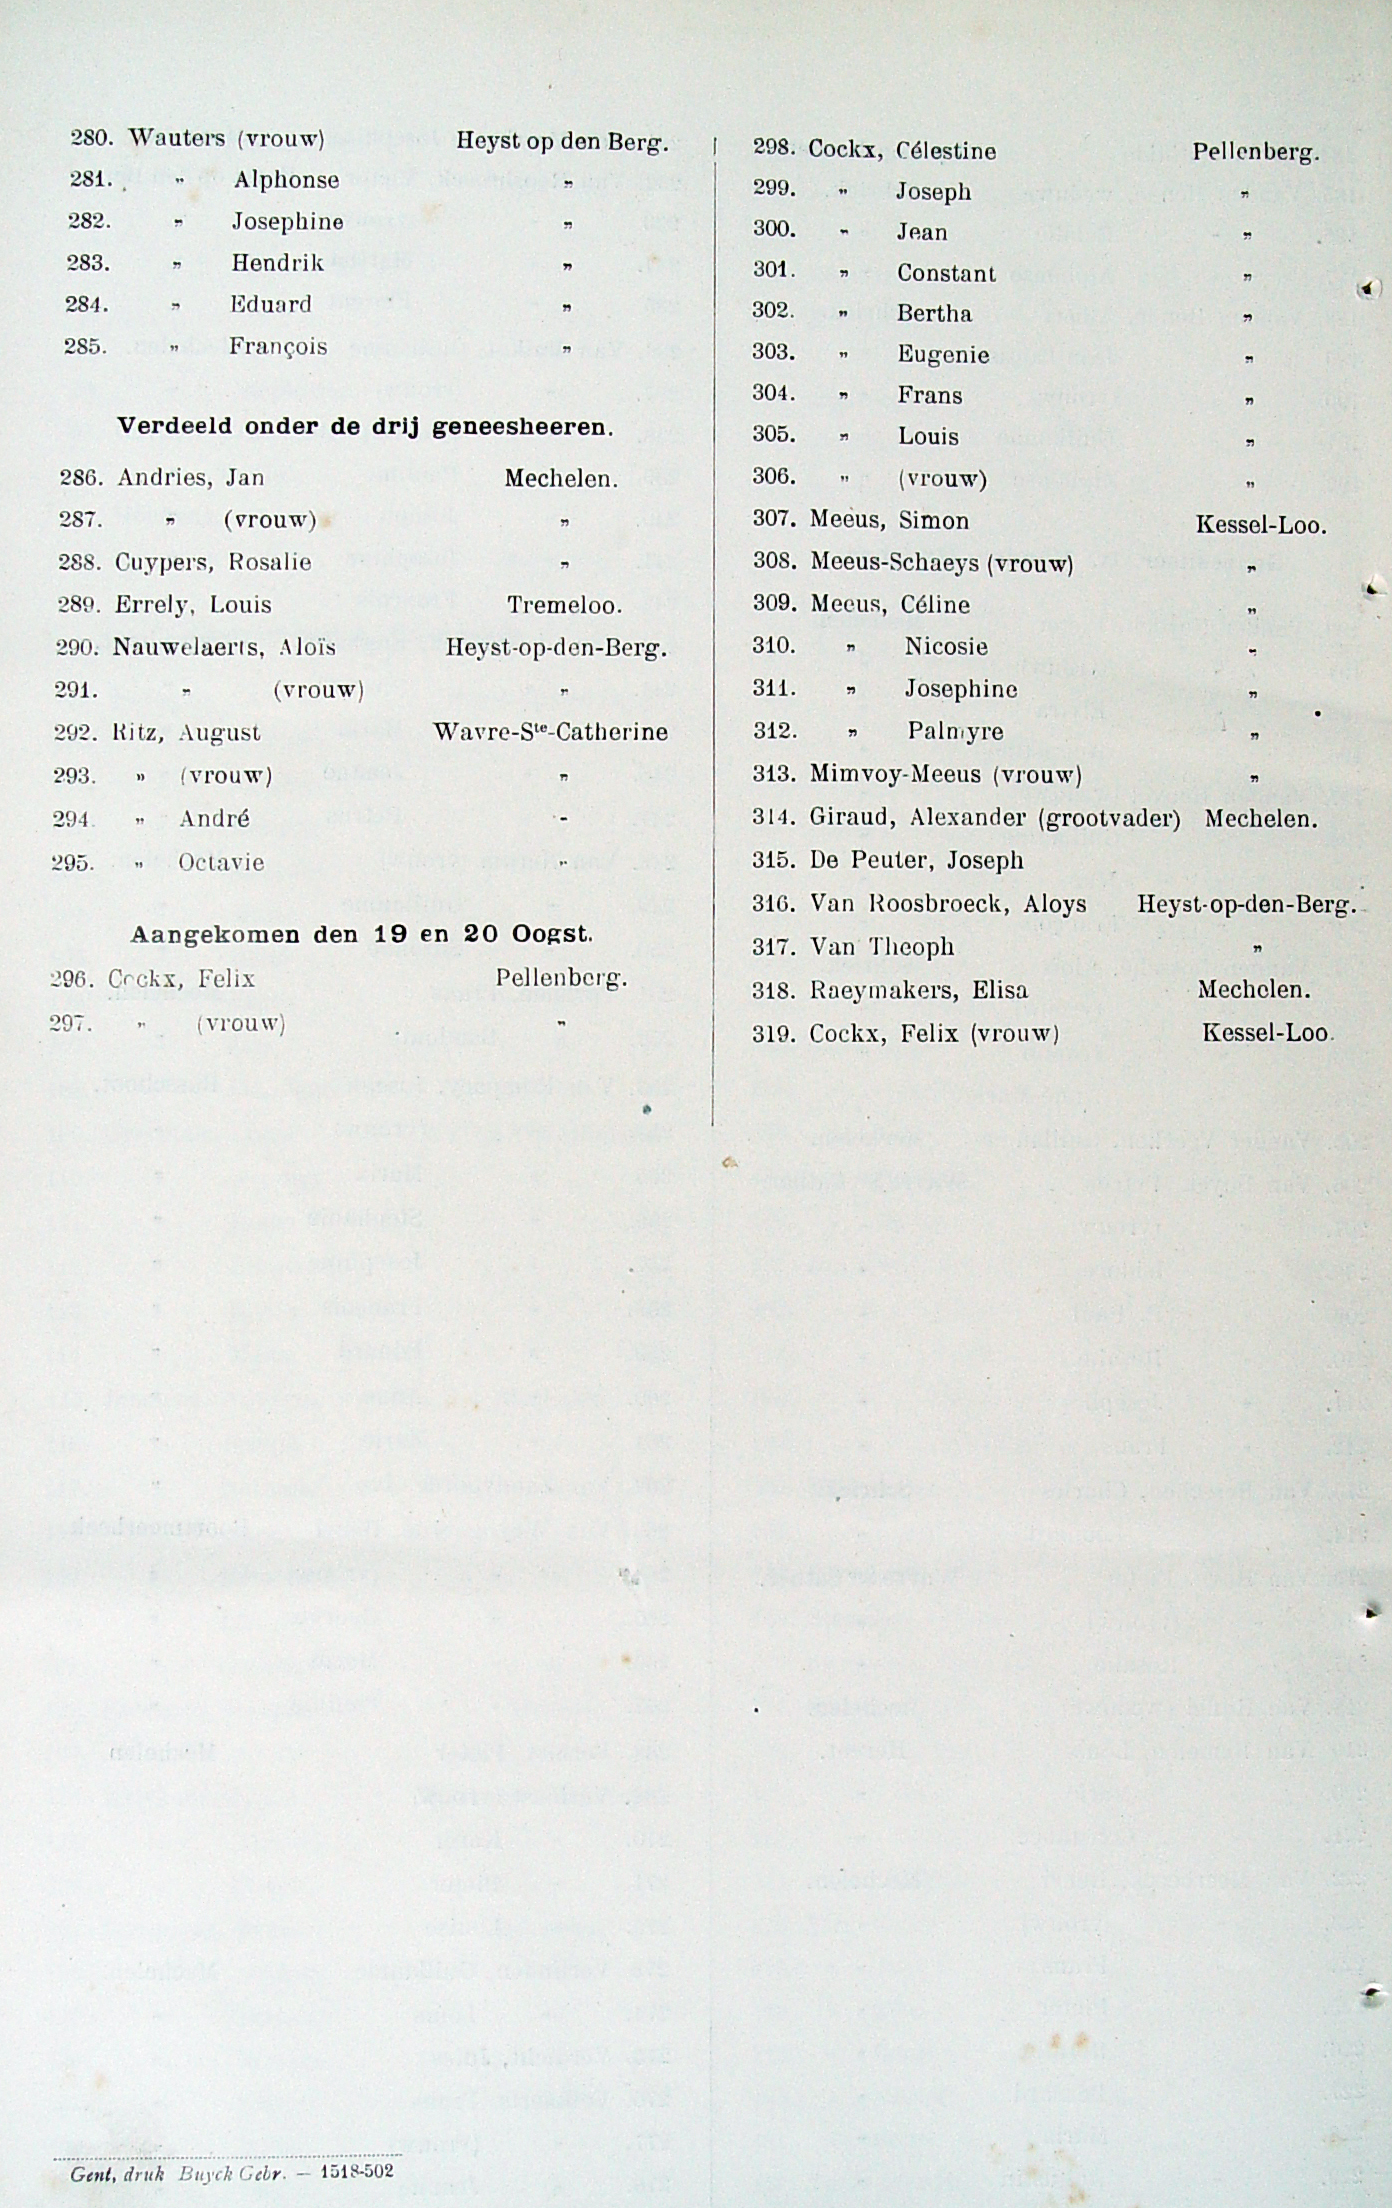 280. Wauters (vrouw) Heyst op den Berg.
281. „ Alphonse „
282. „ Josephine „
283. „ Hendrik „
284. „ Eduard „
285. „ François „
Verdeeld onder de drij geneesheeren.
286. Andries, Jan Mechelen.
287. „ (vrouw) „
288. Cuypers, Rosalie „
289. Errely, Louis Tremeloo.
290. Nauwelaerts, Aloïs Heyst-op-den-Berg.
291. „ (vrouw) „
292. Ritz, August Wavre-Ste-Catherine
293. „ (vrouw) „
294. „ André „
295. „ Octavie „
Aangekomen den 19 en 20 Oogst.
296. Cockx, Felix Pellenberg.
297. „ (vrouw) „
298. Cockx, Célestine Pellenberg.
299. „ Joseph „
300. „ Jean „
301. „ Constant „
302. „ Bertha „
303. „ Eugenie „
304. „ Frans „
305. „ Louis „
306. „ (vrouw) „
307. Meeus, Simon Kessel-Loo.
308. Meeus-Schaeys (vrouw) „
309. Meeus, Céline „
310. „ Nicosie „
311. „ Josephine „
312. „ Palmyre „
313. Mimvoy-Meeus (vrouw) „
314. Giraud, Alexander (grootvader) Mechelen.
315. De Peuter, Joseph
316. Van Roosbroeck, Aloys Heyst-op-den-Berg.
317. Van Theoph „
318. Raeymakers, Elisa Mechelen.
319. Cockx, Felix (vrouw) Kessel-Loo.
Gent, druk Buyck Gebr. — 1518-502